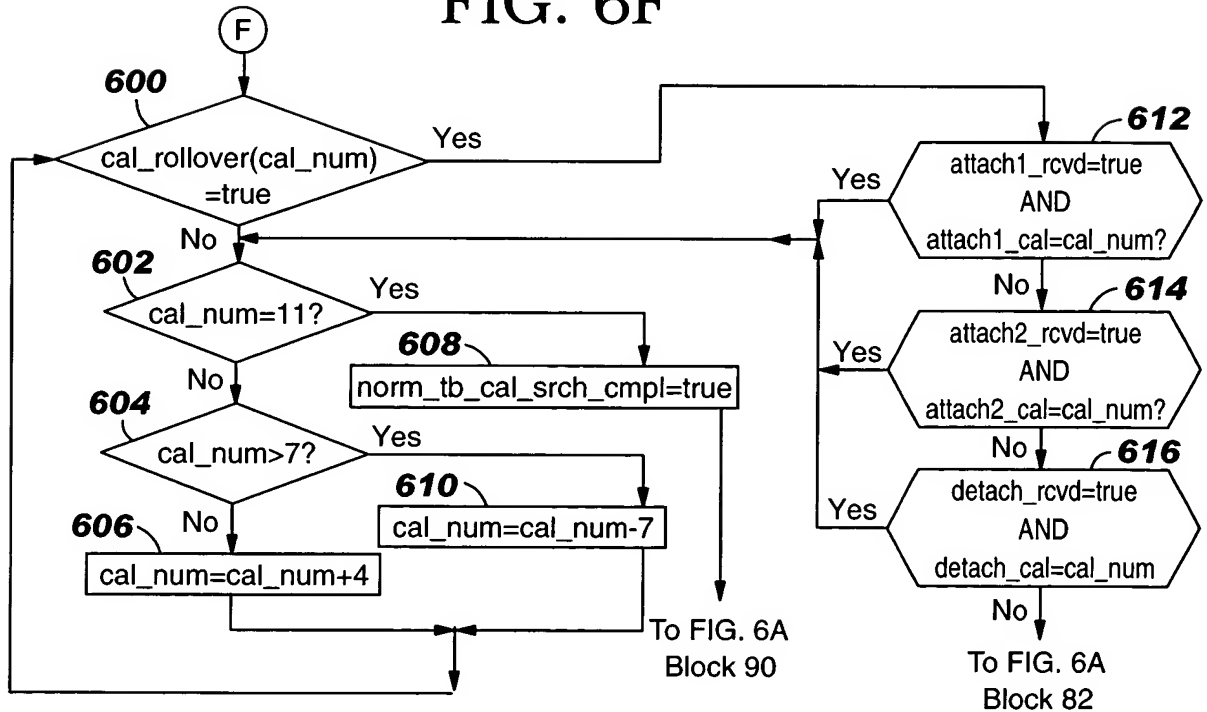 FIG. 6F
F
600
cal_rollover(cal_num)
=true
Yes
No
602
cal_num=11?
Yes
No
608
norm_tb_cal_srch_cmpl=true
604
cal_num>7?
Yes
No
610
cal_num=cal_num-7
606
cal_num=cal_num+4
To FIG. 6A
Block 90
612
attach1_rcvd=true
AND
attach1_cal=cal_num?
Yes
No
614
attach2_rcvd=true
AND
attach2_cal=cal_num?
Yes
No
616
detach_rcvd=true
AND
detach_cal=cal_num
Yes
No
To FIG. 6A
Block 82